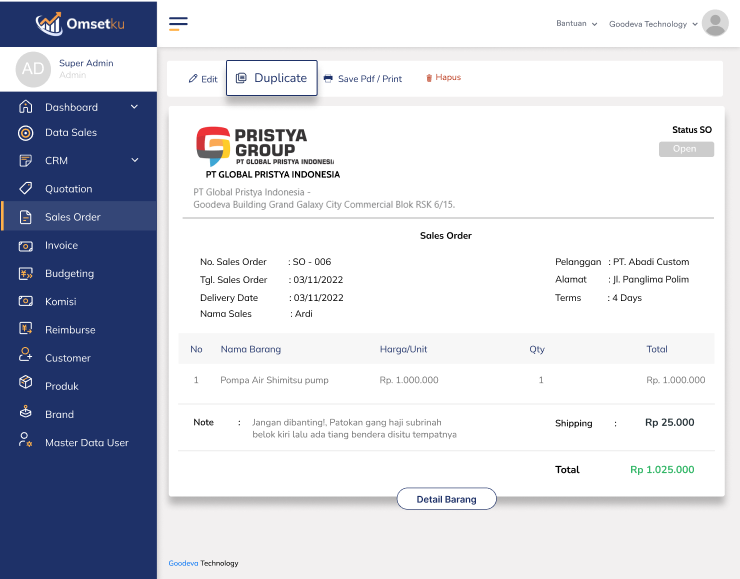 Omsetku
Bantuan
Goodeva Technology
AD
Super Admin
Admin
Edit
Duplicate
Save Pdf / Print
Hapus
Dashboard
Data Sales
CRM
Quotation
Sales Order
Invoice
Budgeting
Komisi
Reimburse
Customer
Produk
Brand
Master Data User
PRISTYA
GROUP
PT GLOBAL PRISTYA INDONESIA
PT GLOBAL PRISTYA INDONESIA
Status SO
Open
PT Global Pristya Indonesia -
Goodeva Building Grand Galaxy City Commercial Blok RSK 6/15.
Sales Order
No. Sales Order : SO - 006
Pelanggan : PT. Abadi Custom
Tgl. Sales Order : 03/11/2022
Alamat : Jl. Panglima Polim
Delivery Date : 03/11/2022
Terms : 4 Days
Nama Sales : Ardi
No Nama Barang Harga/Unit Qty Total
1 Pompa Air Shimitsu pump Rp. 1.000.000 1 Rp. 1.000.000
Note : Jangan dibanting!, Patokan gang haji subrinah
belok kiri lalu ada tiang bendera disitu tempatnya
Shipping : Rp 25.000
Total Rp 1.025.000
Detail Barang
Goodeva Technology